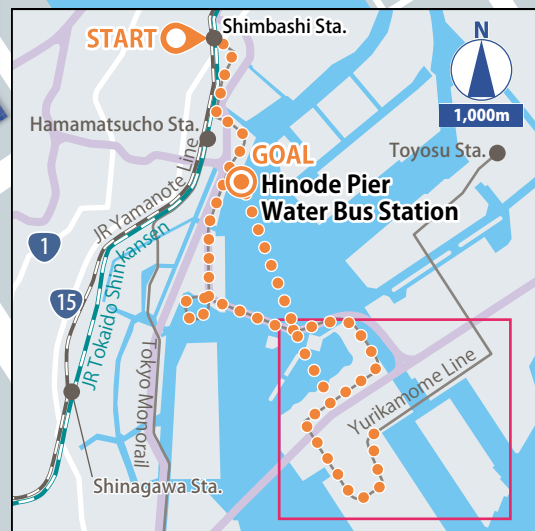 Shimbashi Sta.
START
N
1,000m
Hamamatsucho Sta.
Toyosu Sta.
GOAL
Hinode Pier
Water Bus Station
JR Yamanote Line
JR Tokaido Shinkansen
1
15
Tokyo Monorail
Yurikamome Line
Shinagawa Sta.